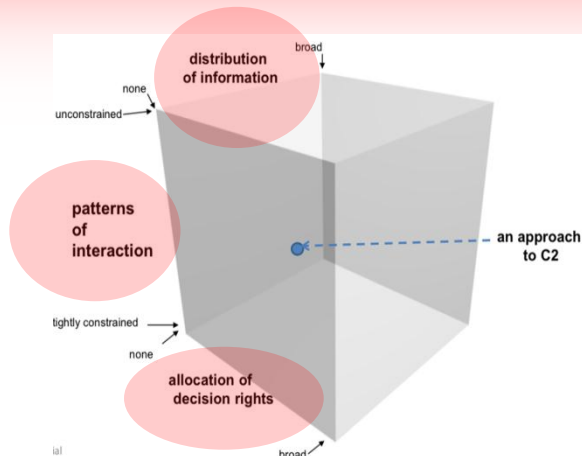 distribution
of information
broad
none
unconstrained
patterns
of
interaction
an approach
to C2
tightly constrained
none
allocation of
decision rights
broad
ial